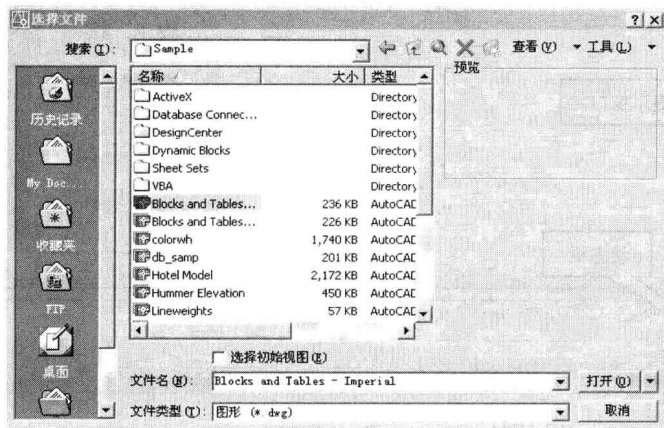 选择文件
搜索(I): Sample 查看(V) 工具(L)
名称 大小 类型 预览
ActiveX Directory
Database Connec... Directory
DesignCenter Directory
Dynamic Blocks Directory
Sheet Sets Directory
VBA Directory
Blocks and Tables... 236 KB AutoCAD
Blocks and Tables... 226 KB AutoCAD
colorwh 1,740 KB AutoCAD
db_samp 201 KB AutoCAD
Hotel Model 2,172 KB AutoCAD
Hummer Elevation 450 KB AutoCAD
Lineweights 57 KB AutoCAD
历史记录
My Doc...
收藏夹
FTP
桌面
选择初始视图(E)
文件名(N): Blocks and Tables - Imperial 打开(O)
文件类型(T): 图形 (*.dwg) 取消